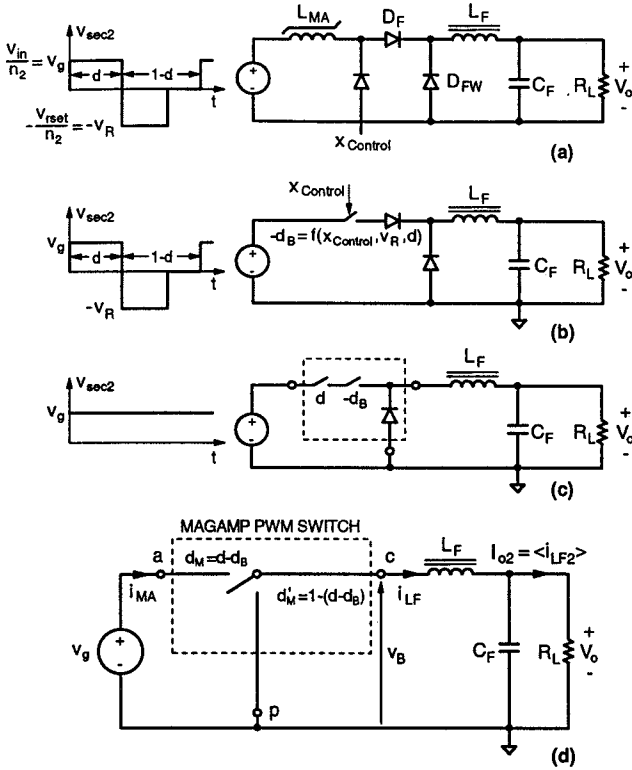 V_sec2
L_MA
D_F
L_F
V_in/n_2 = v_g
d
1-d
t
-V_rset/n_2 = -v_R
+
-
D_FW
C_F
R_L
+
V_o
-
x_Control
(a)
V_sec2
x_Control
L_F
v_g
d
1-d
t
-v_R
+
-
-d_B = f(x_Control, v_R, d)
C_F
R_L
+
V_o
-
(b)
V_sec2
L_F
v_g
t
+
-
d
-d_B
C_F
R_L
+
V_o
-
(c)
MAGAMP PWM SWITCH
a
d_M=d-d_B
c
L_F
I_o2 = <i_LF2>
i_MA
d'_M=1-(d-d_B)
i_LF
v_g
+
-
p
v_B
C_F
R_L
+
V_o
-
(d)